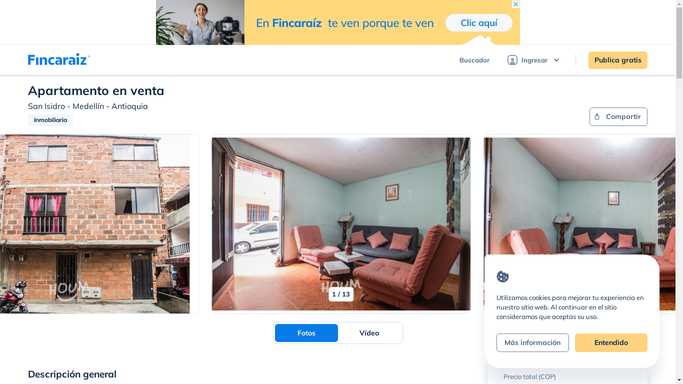 En Fincaraíz te ven porque te ven
Clic aquí
Fincaraiz
Buscador
Ingresar
Publica gratis
Apartamento en venta
San Isidro - Medellín - Antioquia
Inmobiliaria
Compartir
HOUM
HOUM
1 / 13
Fotos
Vídeo
Utilizamos cookies para mejorar tu experiencia en
nuestro sitio web. Al continuar en el sitio
consideramos que aceptas su uso.
Más información
Entendido
Descripción general
Precio total (COP)